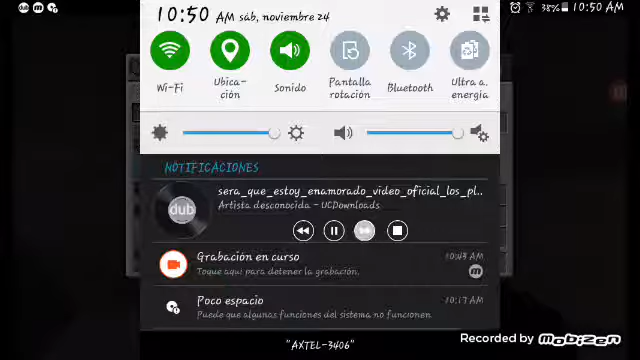 10:50 AM sáb, noviembre 24
38% 10:50 AM
Wi-Fi
Ubica-
ción
Sonido
Pantalla
rotación
Bluetooth
Ultra a.
energía
NOTIFICACIONES
dub
sera_que_estoy_enamorado_video_oficial_los_pl..
Artista desconocida - UCDownloads
Grabación en curso 10:43 AM
Toque aquí para detener la grabación.
Poco espacio 10:17 AM
Puede que algunas funciones del sistema no funcionen.
"AXTEL-3406"
Recorded by Mobizen